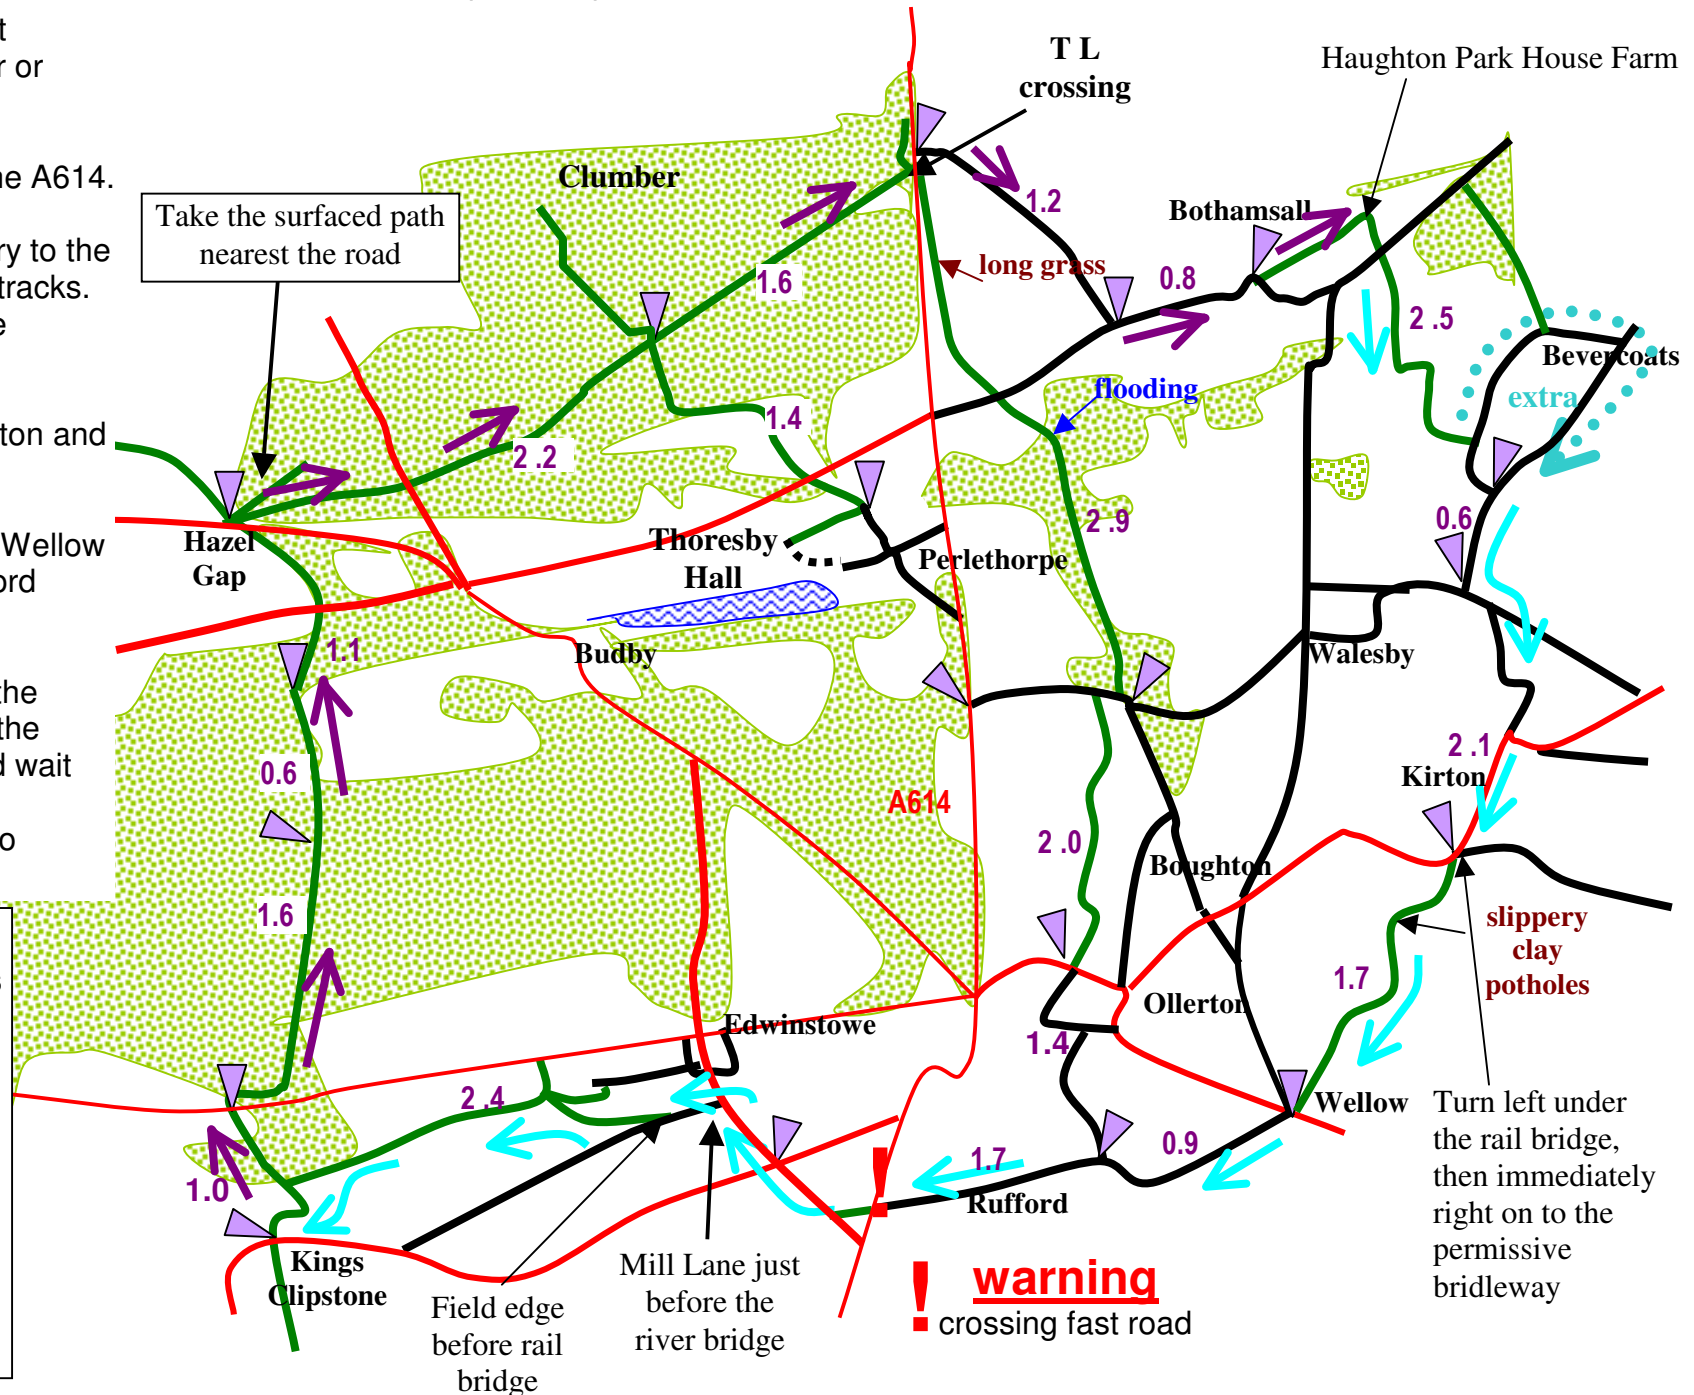 t
r or
ne A614.
ry to the
tracks.
e
ton and
Wellow
ord
the
the
d wait
o
s
Take the surfaced path
nearest the road
Clumber
T L
crossing
Haughton Park House Farm
1.2
Bothamsall
long grass
0.8
1.6
2 .5
Bevercoats
extra
flooding
1.4
2 .2
2 .9
0.6
Hazel
Gap
Thoresby
Hall
Perlethorpe
1.1
Budby
Walesby
0.6
2 .1
Kirton
A614
2 .0
Boughton
1.6
slippery
clay
potholes
1.7
Ollerton
Edwinstowe
1.4
2 .4
Wellow
0.9
1.7
Rufford
1.0
!
Turn left under
the rail bridge,
then immediately
right on to the
permissive
bridleway
Kings
Clipstone
Field edge
before rail
bridge
Mill Lane just
before the
river bridge
! warning
crossing fast road